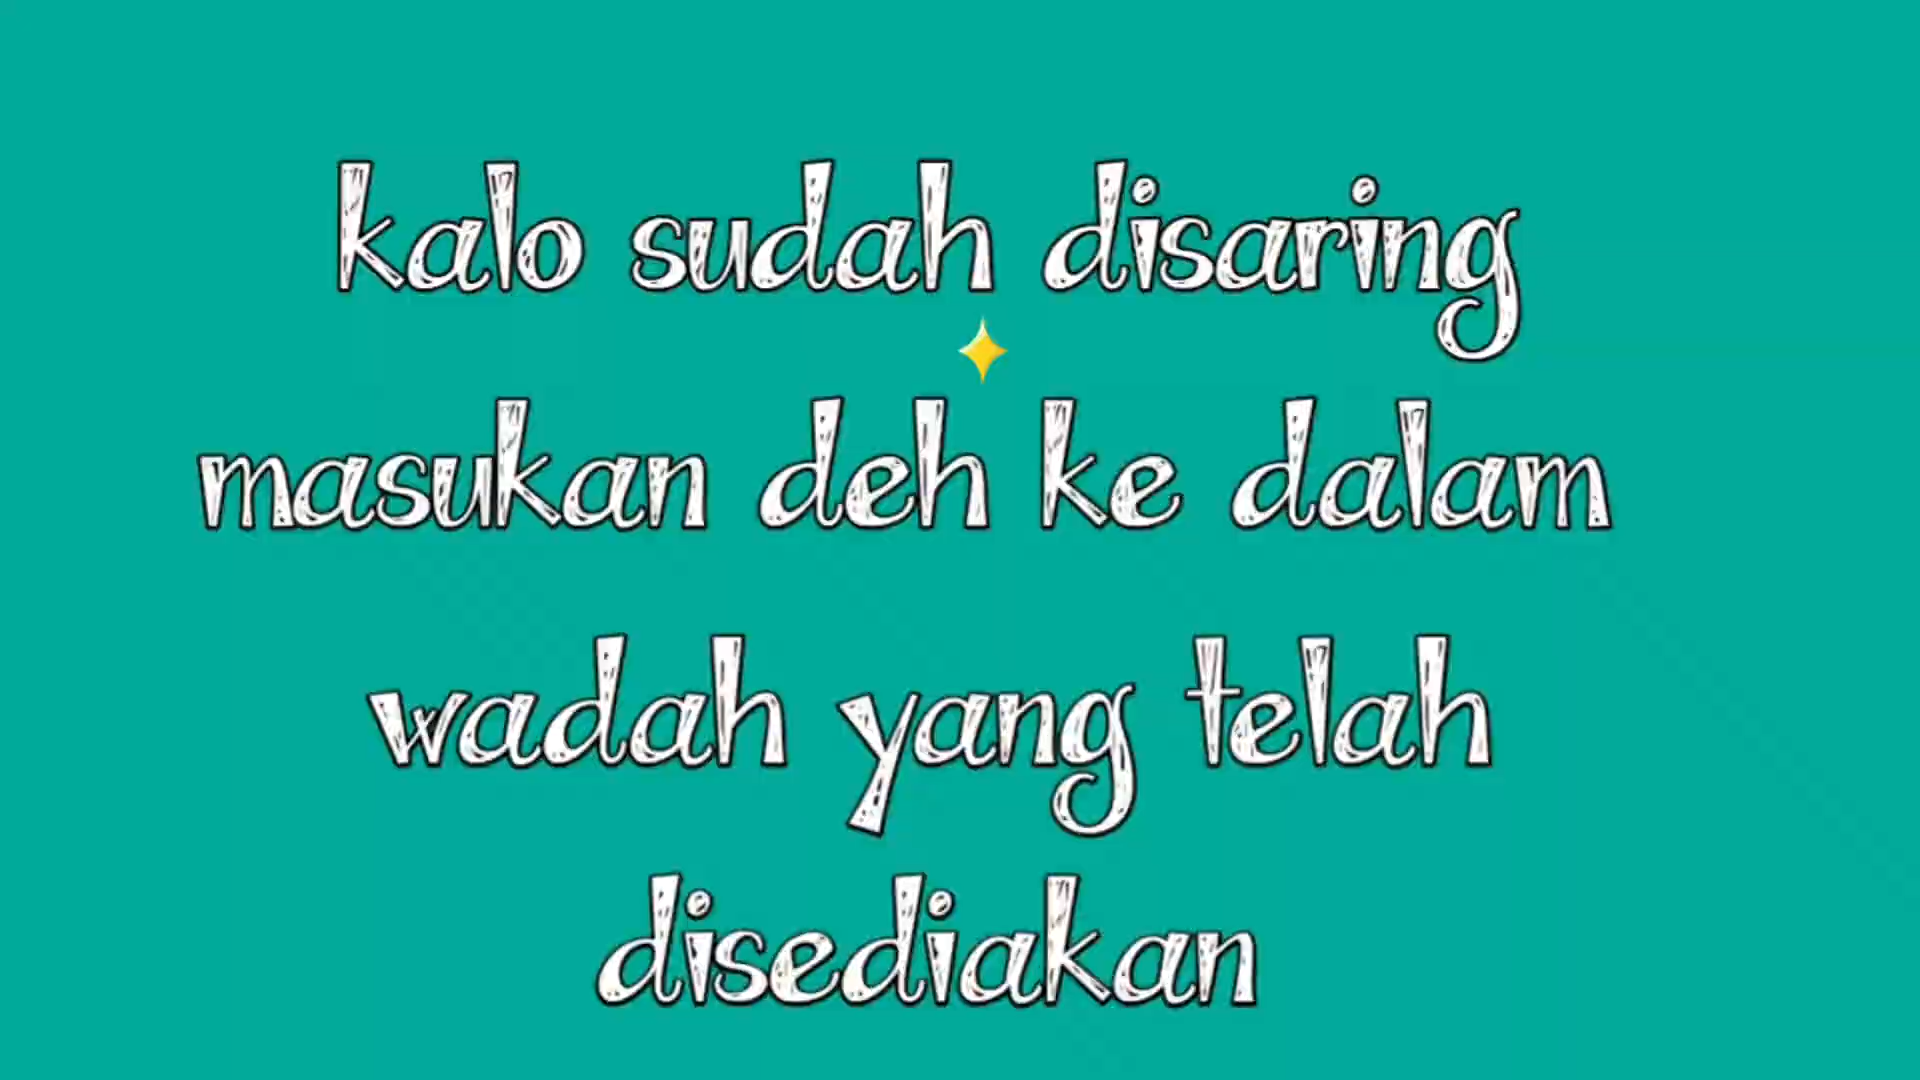 kalo sudah disaring
masukan deh ke dalam
wadah yang telah
disediakan